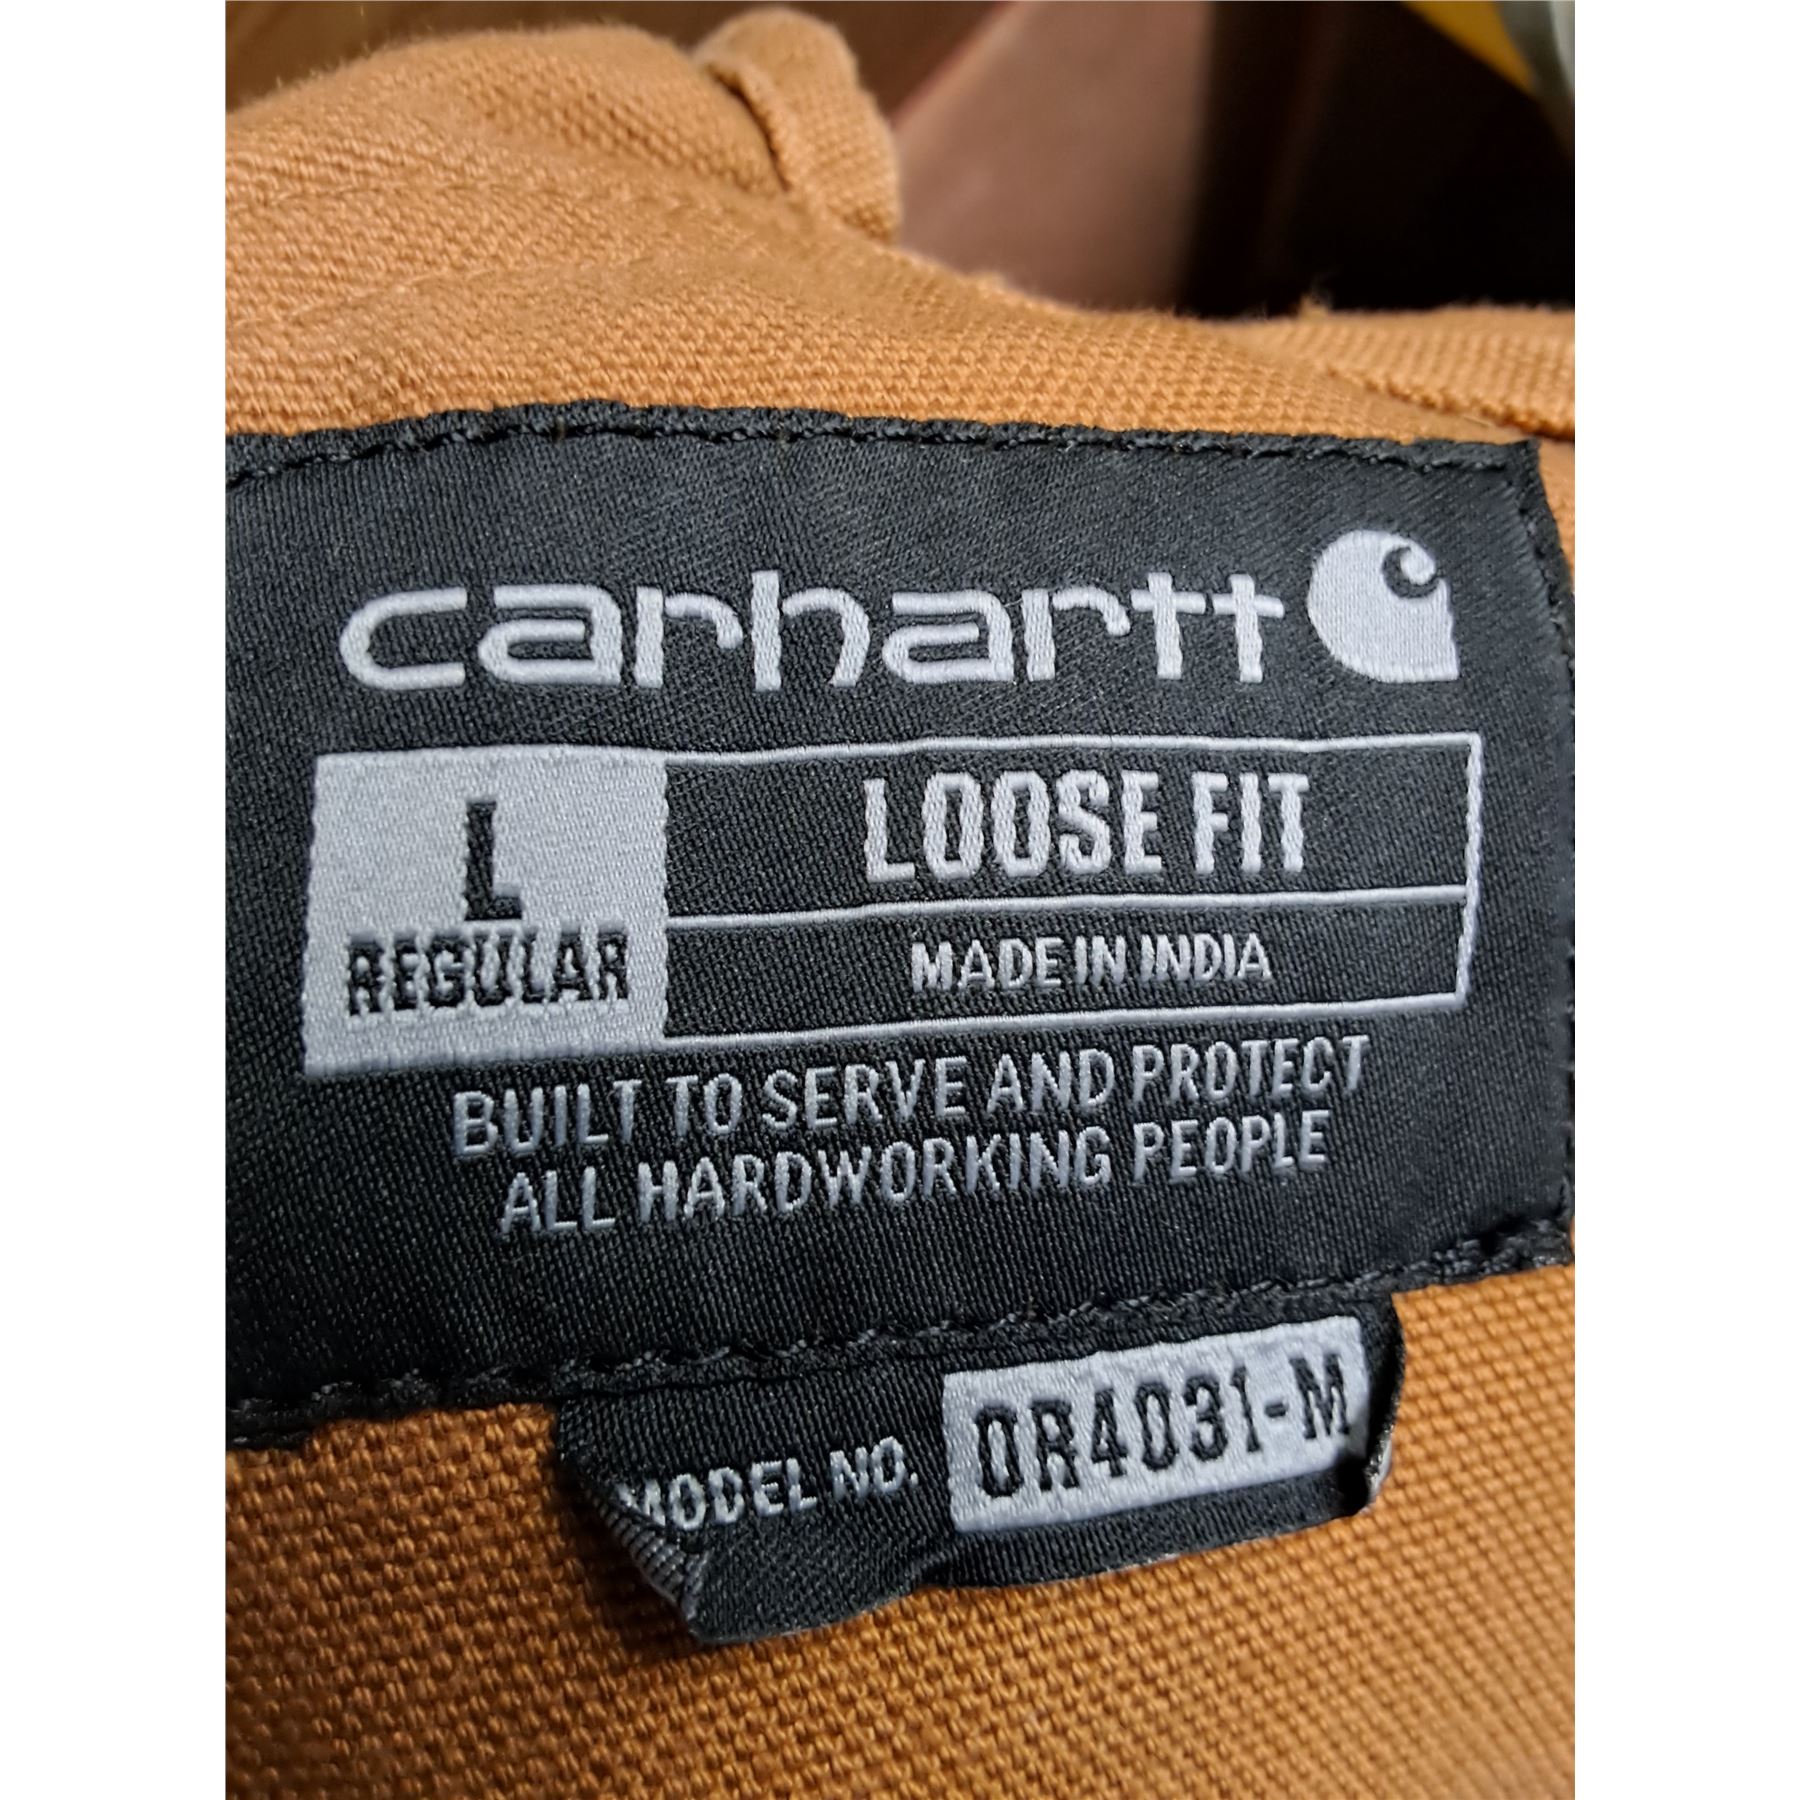 carhartt
L
REGULAR
LOOSE FIT
MADE IN INDIA
BUILT TO SERVE AND PROTECT
ALL HARDWORKING PEOPLE
MODEL NO. OR4031-M